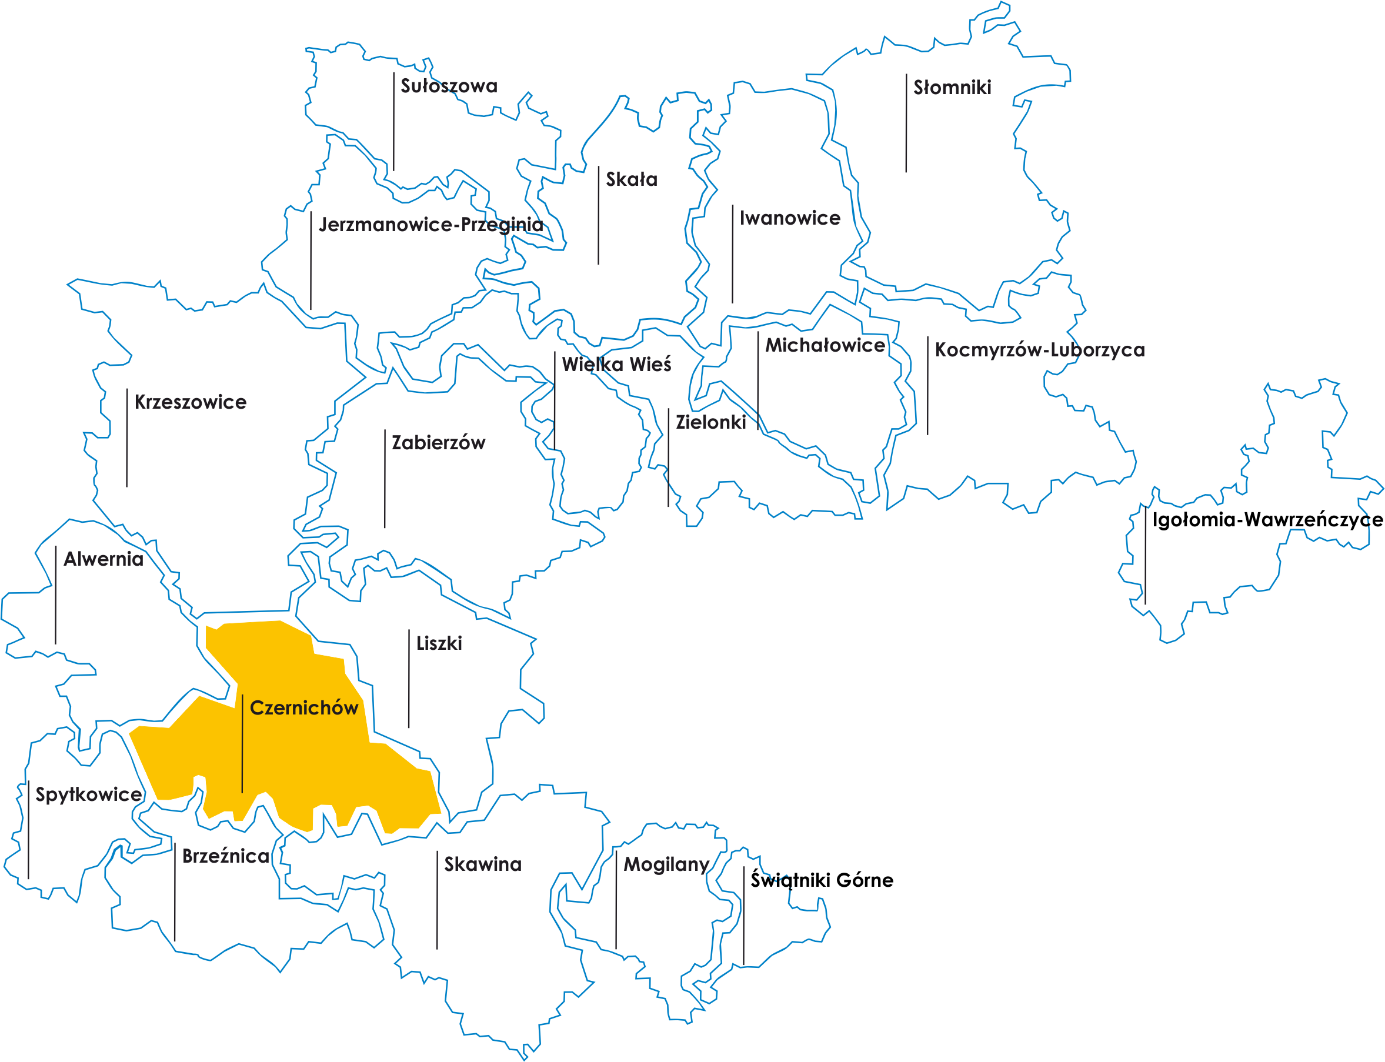 Sułoszowa
Słomniki
Skała
Iwanowice
Jerzmanowice-Przeginia
Michałowice
Kocmyrzów-Luborzyca
Wielka Wieś
Krzeszowice
Zielonki
Zabierzów
Igołomia-Wawrzeńczyce
Alwernia
Liszki
Czernichów
Spytkowice
Brzeźnica
Skawina
Mogilany
Świątniki Górne